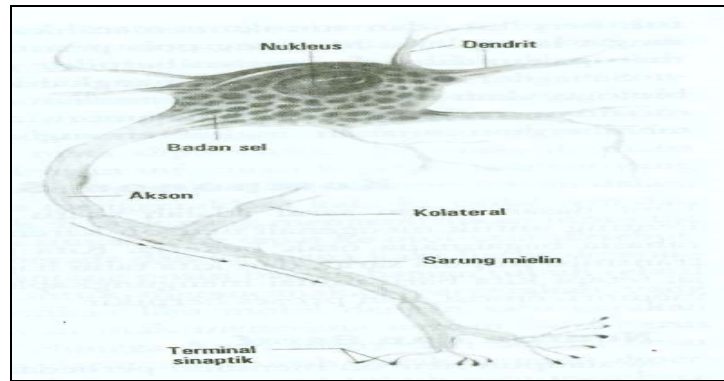 Nukleus
Dendrit
Badan sel
Akson
Kolateral
Sarung mielin
Terminal
sinaptik